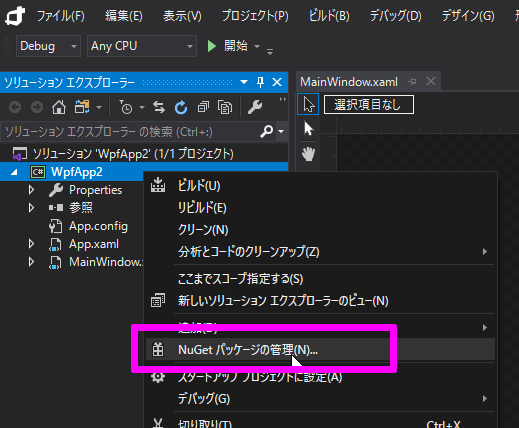 ファイル(F) 編集(E) 表示(V) プロジェクト(P) ビルド(B) デバッグ(D) デザイン(G)
Debug Any CPU 開始
ソリューション エクスプローラー
MainWindow.xaml
選択項目なし
ソリューション エクスプローラー の検索 (Ctrl+:)
ソリューション 'WpfApp2' (1/1 プロジェクト)
C# WpfApp2
Properties
参照
App.config
App.xaml
MainWindow.
ビルド(U)
リビルド(E)
クリーン(N)
分析とコードのクリーンアップ(Z)
ここまでスコープ指定する(S)
新しいソリューション エクスプローラーのビュー(N)
追加(D)
NuGet パッケージの管理(N)...
スタートアップ プロジェクトに設定(A)
デバッグ(G)
切り取り(T) Ctrl+X